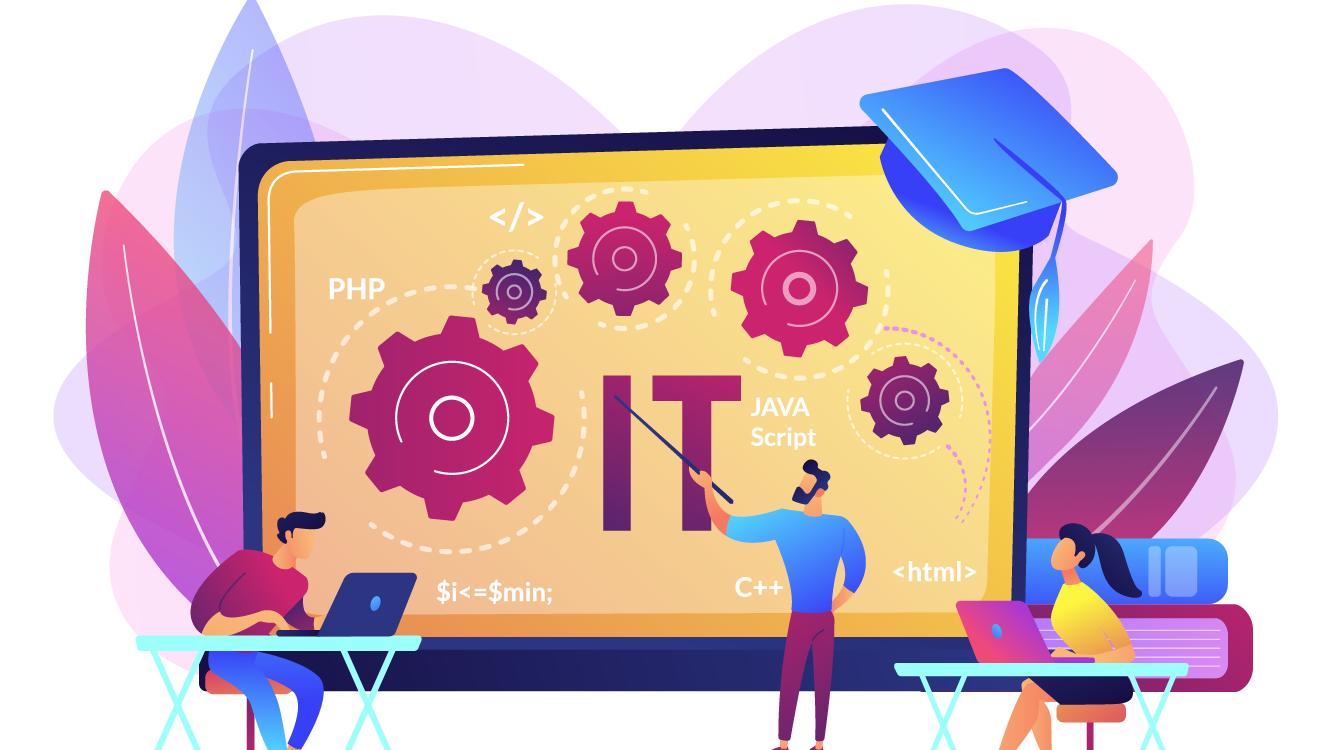 </>
PHP
IT
JAVA
Script
$i<=$min;
C++
<html>